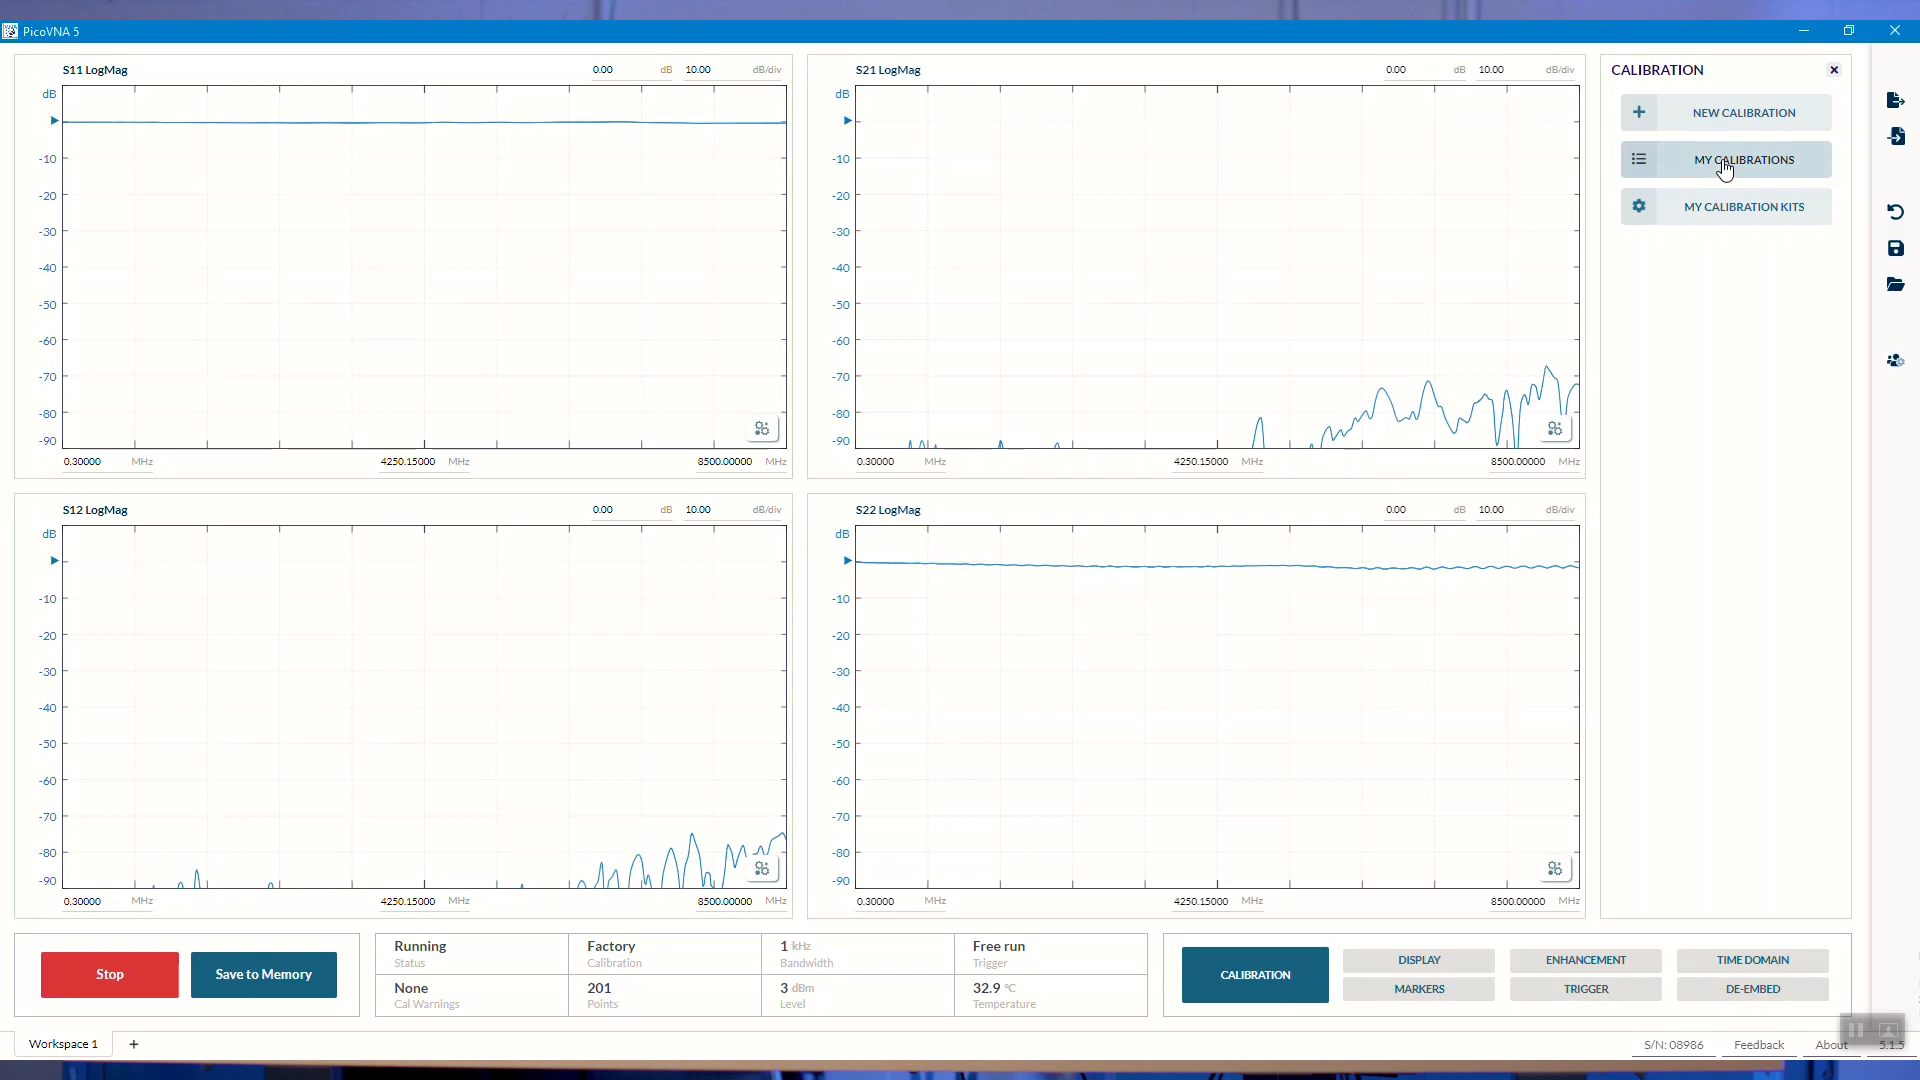 PicoVNA 5
S11 LogMag 0.00 dB 10.00 dB/div
dB
-10
-20
-30
-40
-50
-60
-70
-80
-90
0.30000 MHz 4250.15000 MHz 8500.00000 MHz
S21 LogMag 0.00 dB 10.00 dB/div
dB
-10
-20
-30
-40
-50
-60
-70
-80
-90
0.30000 MHz 4250.15000 MHz 8500.00000 MHz
S12 LogMag 0.00 dB 10.00 dB/div
dB
-10
-20
-30
-40
-50
-60
-70
-80
-90
0.30000 MHz 4250.15000 MHz 8500.00000 MHz
S22 LogMag 0.00 dB 10.00 dB/div
dB
-10
-20
-30
-40
-50
-60
-70
-80
-90
0.30000 MHz 4250.15000 MHz 8500.00000 MHz
CALIBRATION
NEW CALIBRATION
MY CALIBRATIONS
MY CALIBRATION KITS
Stop Save to Memory
Running Factory 1 kHz Free run
Status Calibration Bandwidth Trigger
None 201 3 dBm 32.9 °C
Cal Warnings Points Level Temperature
CALIBRATION
DISPLAY ENHANCEMENT TIME DOMAIN
MARKERS TRIGGER DE-EMBED
Workspace 1 +
S/N: 08986 Feedback About 5.1.5